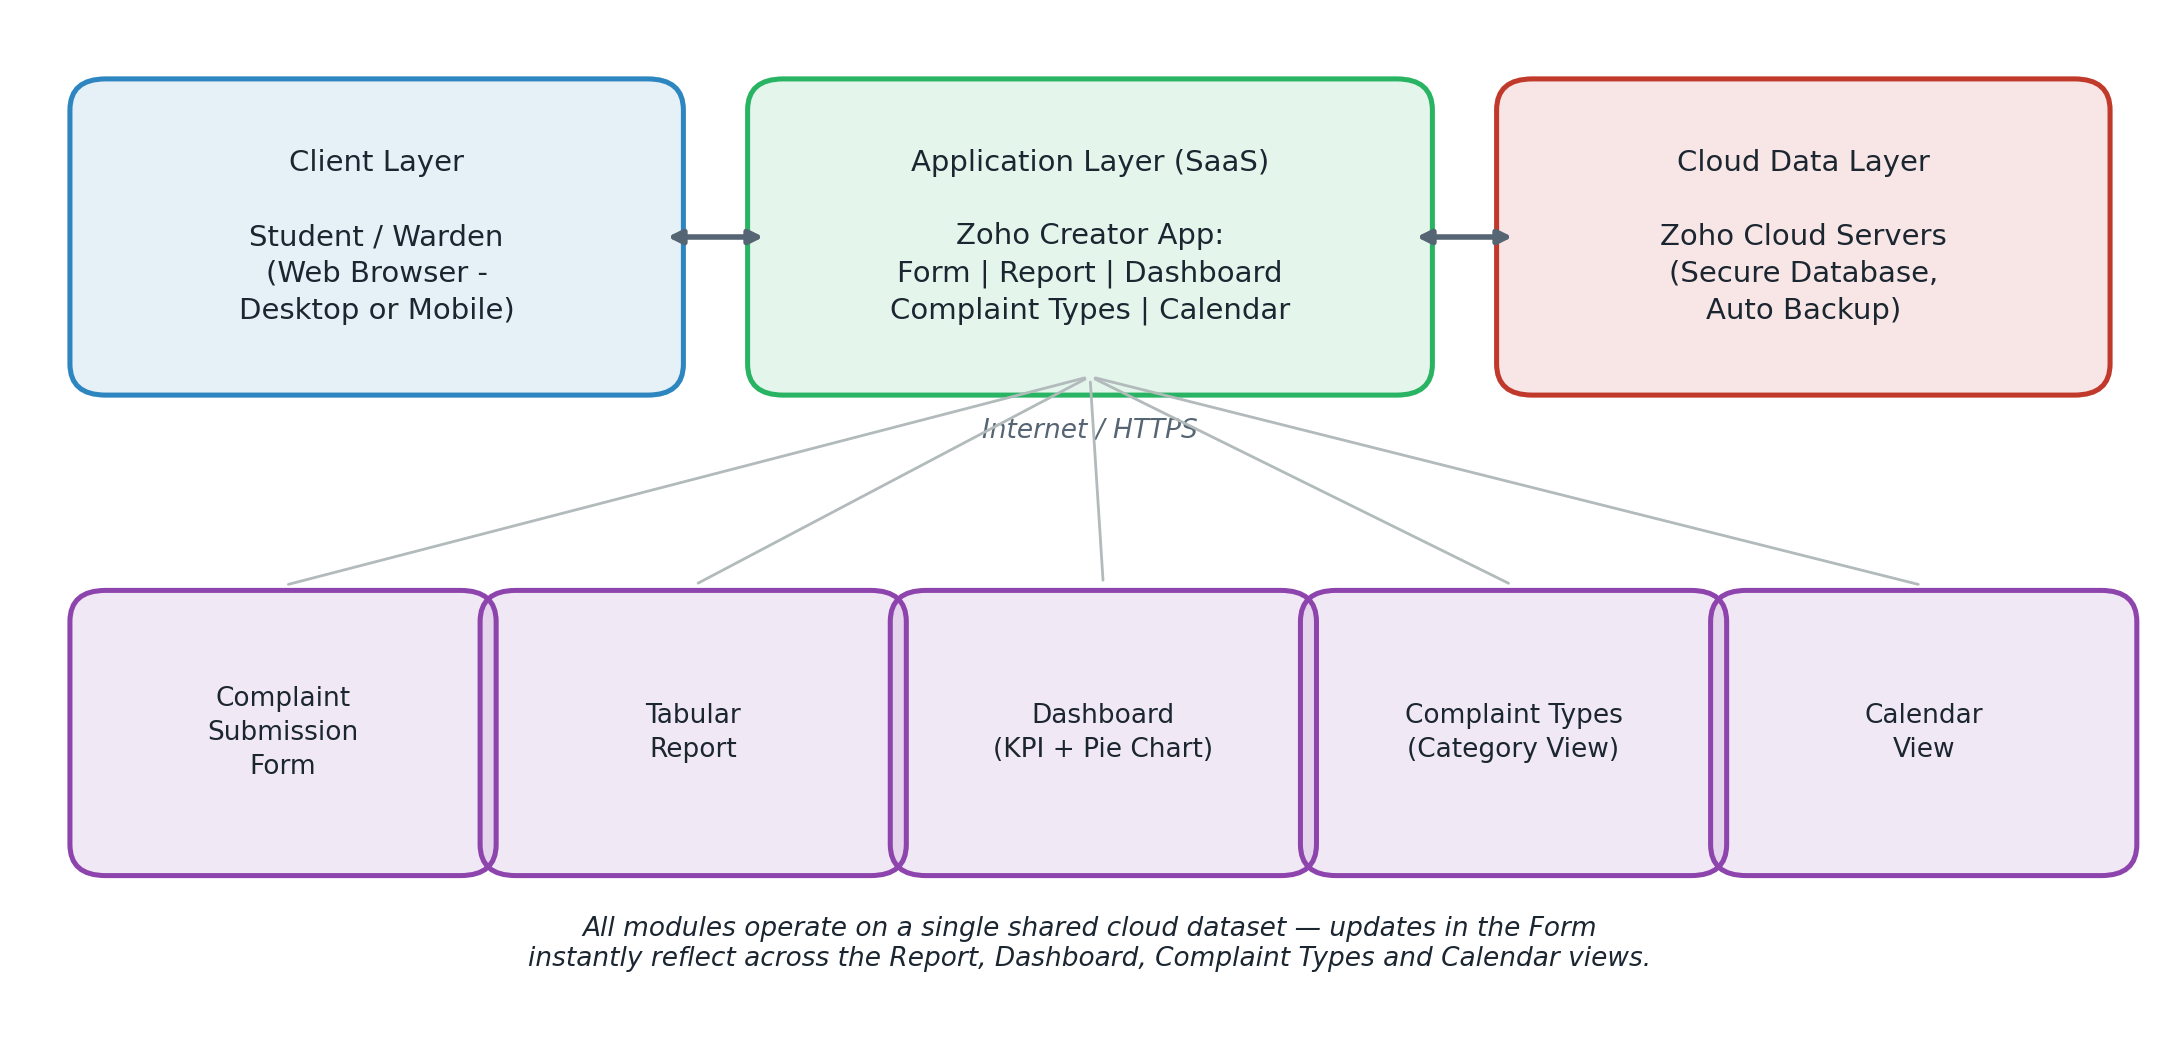 Client Layer
Student / Warden
(Web Browser -
Desktop or Mobile)
Application Layer (SaaS)
Zoho Creator App:
Form | Report | Dashboard
Complaint Types | Calendar
Cloud Data Layer
Zoho Cloud Servers
(Secure Database,
Auto Backup)
Internet / HTTPS
Complaint
Submission
Form
Tabular
Report
Dashboard
(KPI + Pie Chart)
Complaint Types
(Category View)
Calendar
View
All modules operate on a single shared cloud dataset — updates in the Form
instantly reflect across the Report, Dashboard, Complaint Types and Calendar views.